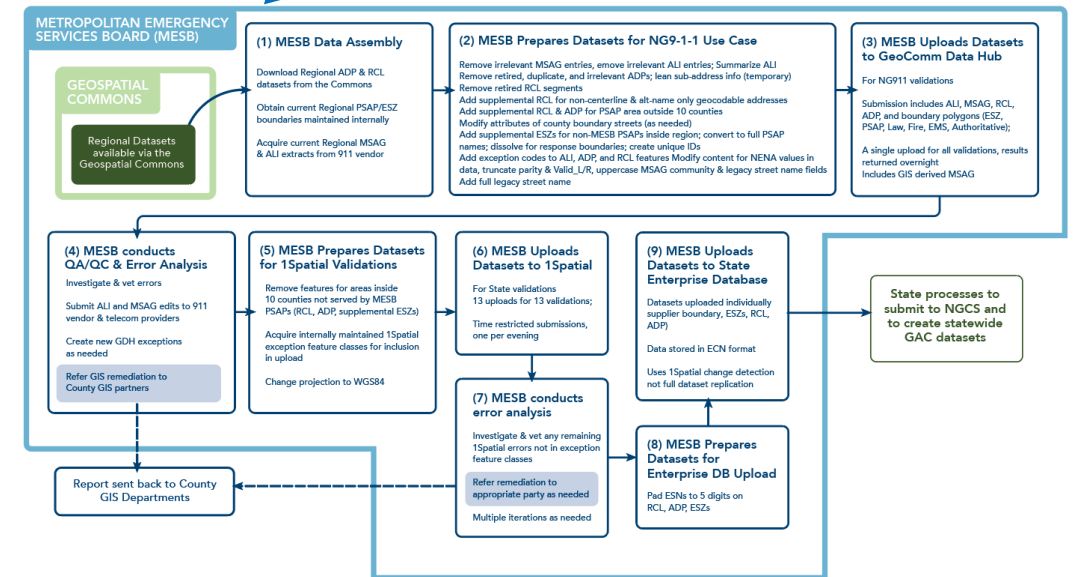 METROPOLITAN EMERGENCY
SERVICES BOARD (MESB)
GEOSPATIAL
COMMONS
Regional Datasets
available via the
Geospatial Commons
(1) MESB Data Assembly
Download Regional ADP & RCL
datasets from the Commons
Obtain current Regional PSAP/ESZ
boundaries maintained internally
Acquire current Regional MSAG
& ALI extracts from 911 vendor
(2) MESB Prepares Datasets for NG9-1-1 Use Case
Remove irrelevant MSAG entries, emove irrelevant ALI entries; Summarize ALI
Remove retired, duplicate, and irrelevant ADPs; lean sub-address info (temporary)
Remove retired RCL segments
Add supplemental RCL for non-centerline & alt-name only geocodable addresses
Add supplemental RCL & ADP for PSAP area outside 10 counties
Modify attributes of county boundary streets (as needed)
Add supplemental ESZs for non-MESB PSAPs inside region; convert to full PSAP
names; dissolve for response boundaries; create unique IDs
Add exception codes to ALI, ADP, and RCL features Modify content for NENA values in
data, truncate parity & Valid_L/R, uppercase MSAG community & legacy street name fields
Add full legacy street name
(3) MESB Uploads Datasets
to GeoComm Data Hub
For NG911 validations
Submission includes ALI, MSAG, RCL,
ADP, and boundary polygons (ESZ,
PSAP, Law, Fire, EMS, Authoritative);
A single upload for all validations, results
returned overnight
Includes GIS derived MSAG
(4) MESB conducts
QA/QC & Error Analysis
Investigate & vet errors
Submit ALI and MSAG edits to 911
vendor & telecom providers
Create new GDH exceptions
as needed
Refer GIS remediation to
County GIS partners
(5) MESB Prepares Datasets
for 1Spatial Validations
Remove features for areas inside
10 counties not served by MESB
PSAPs (RCL, ADP, supplemental ESZs)
Acquire internally maintained 1Spatial
exception feature classes for inclusion
in upload
Change projection to WGS84
(6) MESB Uploads
Datasets to 1Spatial
For State validations
13 uploads for 13 validations;
Time restricted submissions,
one per evening
(7) MESB conducts
error analysis
Investigate & vet any remaining
1Spatial errors not in exception
feature classes
Refer remediation to
appropriate party as needed
Multiple iterations as needed
(8) MESB Prepares
Datasets for
Enterprise DB Upload
Pad ESNs to 5 digits on
RCL, ADP, ESZs
(9) MESB Uploads
Datasets to State
Enterprise Database
Datasets uploaded individually
supplier boundary, ESZs, RCL,
ADP)
Data stored in ECN format
Uses 1Spatial change detection
not full dataset replication
State processes to
submit to NGCS and
to create statewide
GAC datasets
Report sent back to County
GIS Departments